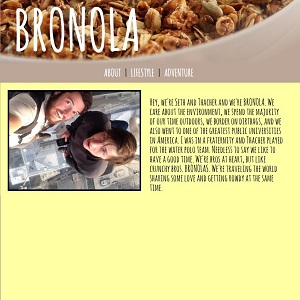 BRONOLA
ABOUT | LIFESTYLE | ADVENTURE
Hey, we're Seth and Thacher and we're BRONOLA. We
care about the environment, we spend the majority
of our time outdoors, we border on dirtbags, and we
also went to one of the greatest public universities
in America. I was in a fraternity and Thacher played
for the water polo team. Needless to say we like to
have a good time. We're bros at heart, but like
crunchy bros. BRONOLAs. We're traveling the world
sharing some love and getting rowdy at the same
time.